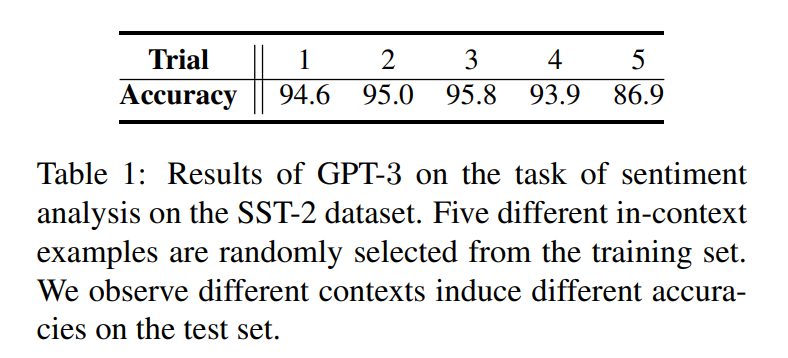 Trial 1 2 3 4 5
Accuracy 94.6 95.0 95.8 93.9 86.9
Table 1: Results of GPT-3 on the task of sentiment
analysis on the SST-2 dataset. Five different in-context
examples are randomly selected from the training set.
We observe different contexts induce different accura-
cies on the test set.